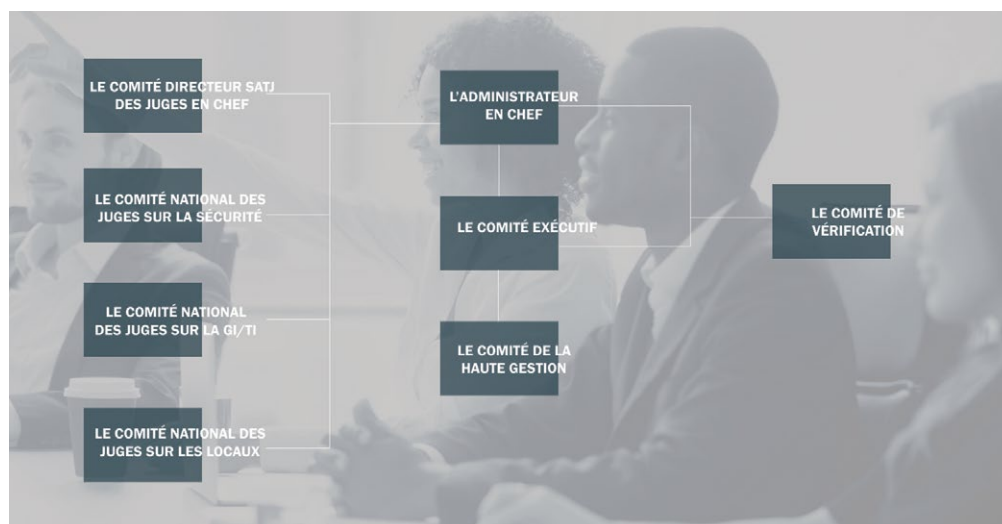 LE COMITÉ DIRECTEUR SATJ
DES JUGES EN CHEF
LE COMITÉ NATIONAL DES
JUGES SUR LA SÉCURITÉ
LE COMITÉ NATIONAL
DES JUGES SUR LA GI/TI
LE COMITÉ NATIONAL DES
JUGES SUR LES LOCAUX
L'ADMINISTRATEUR
EN CHEF
LE COMITÉ EXÉCUTIF
LE COMITÉ DE LA
HAUTE GESTION
LE COMITÉ DE
VÉRIFICATION